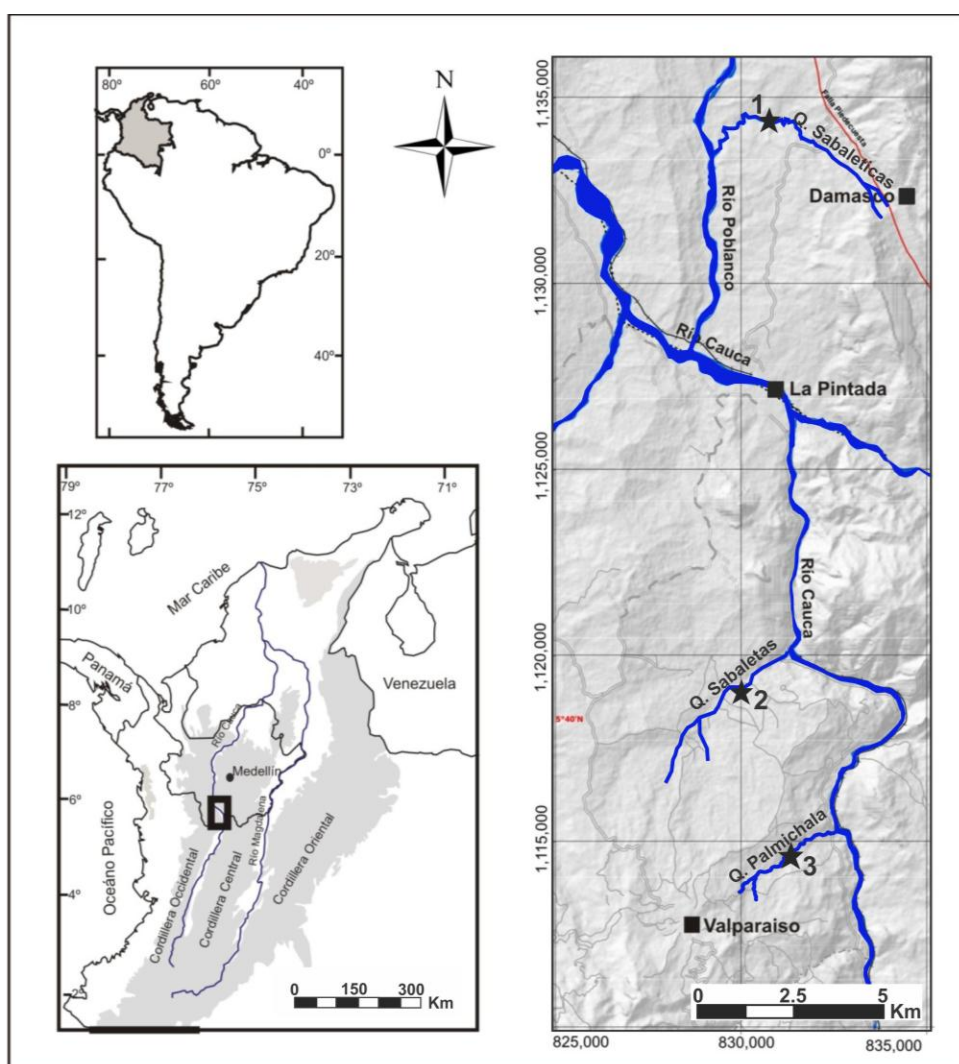 80º 60º 40º
0º
20º
40º
N
79º 77º 75º 73º 71º
12º
10º
8º
6º
4º
2º
Mar Caribe
Panamá
Venezuela
Río Cauca
Medellín
Océano Pacífico
Río Magdalena
Cordillera Occidental
Cordillera Central
Cordillera Oriental
0 150 300
Km
1,135,000
1,130,000
1,125,000
1,120,000
1,115,000
1
Q. Sabaleticas
Falla Piedecuesta
Damasco
Río Poblanco
Río Cauca
La Pintada
Río Cauca
Q. Sabaletas
2
5°40'N
Q. Palmichala
3
Valparaiso
0 2.5 5
Km
825,000 830,000 835,000